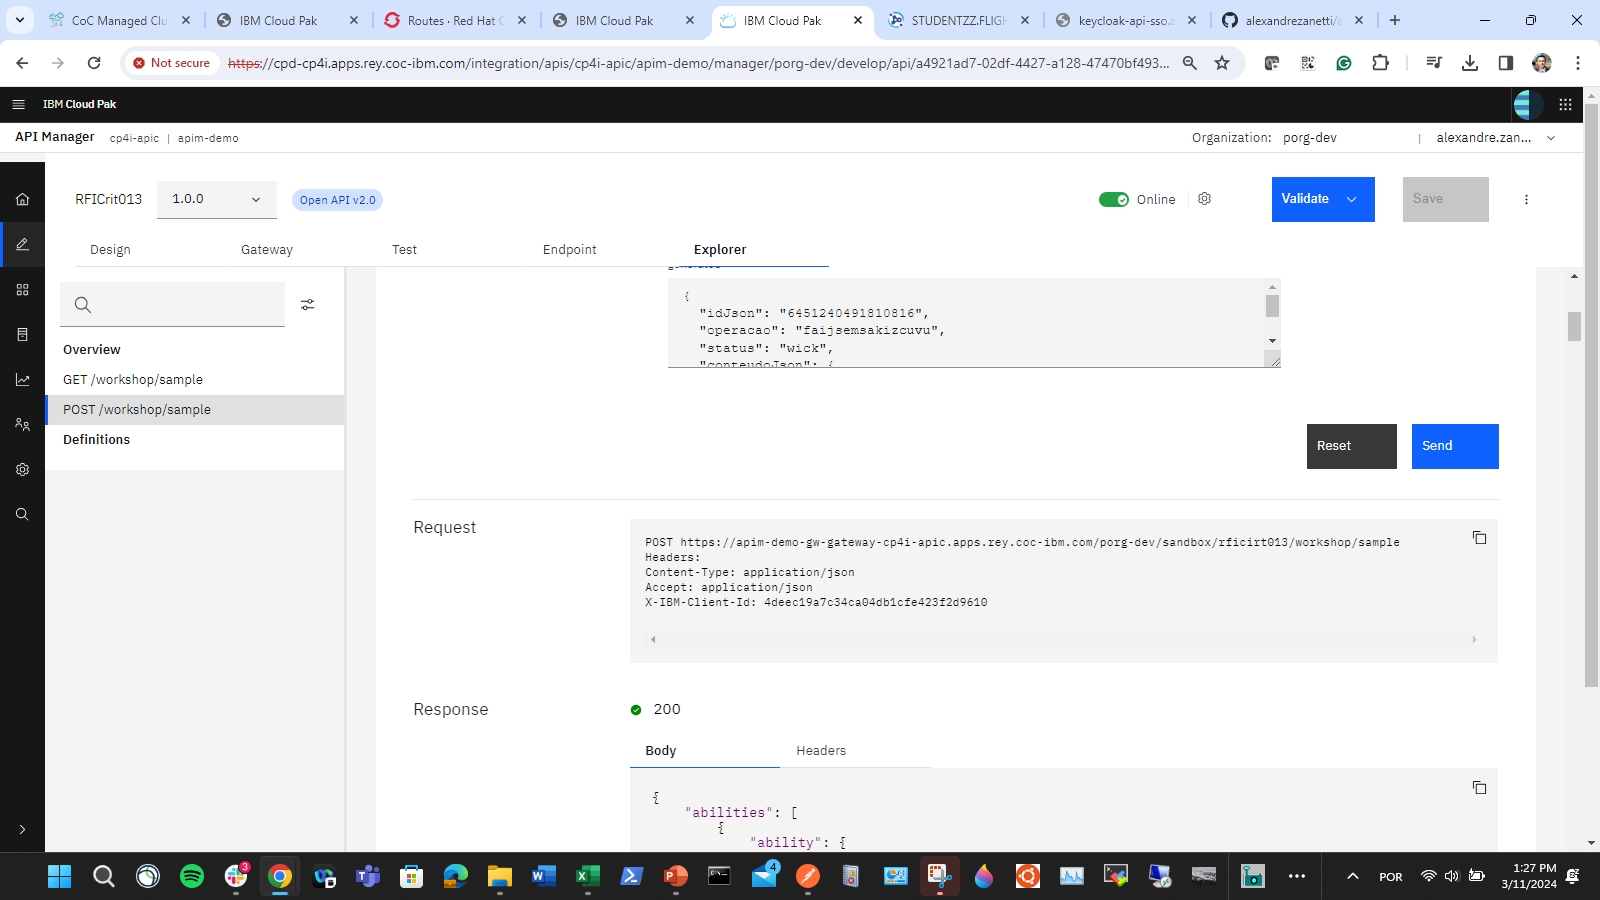 CoC Managed Clu
IBM Cloud Pak
Routes · Red Hat O
IBM Cloud Pak
IBM Cloud Pak
STUDENTZZ.FLIGH
keycloak-api-sso.a
alexandrezanetti/a
Not secure
https://cpd-cp4i.apps.rey.coc-ibm.com/integration/apis/cp4i-apic/apim-demo/manager/porg-dev/develop/api/a4921ad7-02df-4427-a128-47470bf493...
IBM Cloud Pak
API Manager cp4i-apic | apim-demo
Organization: porg-dev | alexandre.zan...
RFICrit013 1.0.0 Open API v2.0
Online
Validate
Save
Design Gateway Test Endpoint Explorer
Overview
GET /workshop/sample
POST /workshop/sample
Definitions
{
"idJson": "6451240491810816",
"operacao": "faijsemsakizcuvu",
"status": "wick",
"conteudoJson": {
Reset
Send
Request
POST https://apim-demo-gw-gateway-cp4i-apic.apps.rey.coc-ibm.com/porg-dev/sandbox/rficirt013/workshop/sample
Headers:
Content-Type: application/json
Accept: application/json
X-IBM-Client-Id: 4deec19a7c34ca04db1cfe423f2d9610
Response
200
Body Headers
{
"abilities": [
{
"ability": {
3
4
POR
1:27 PM
3/11/2024